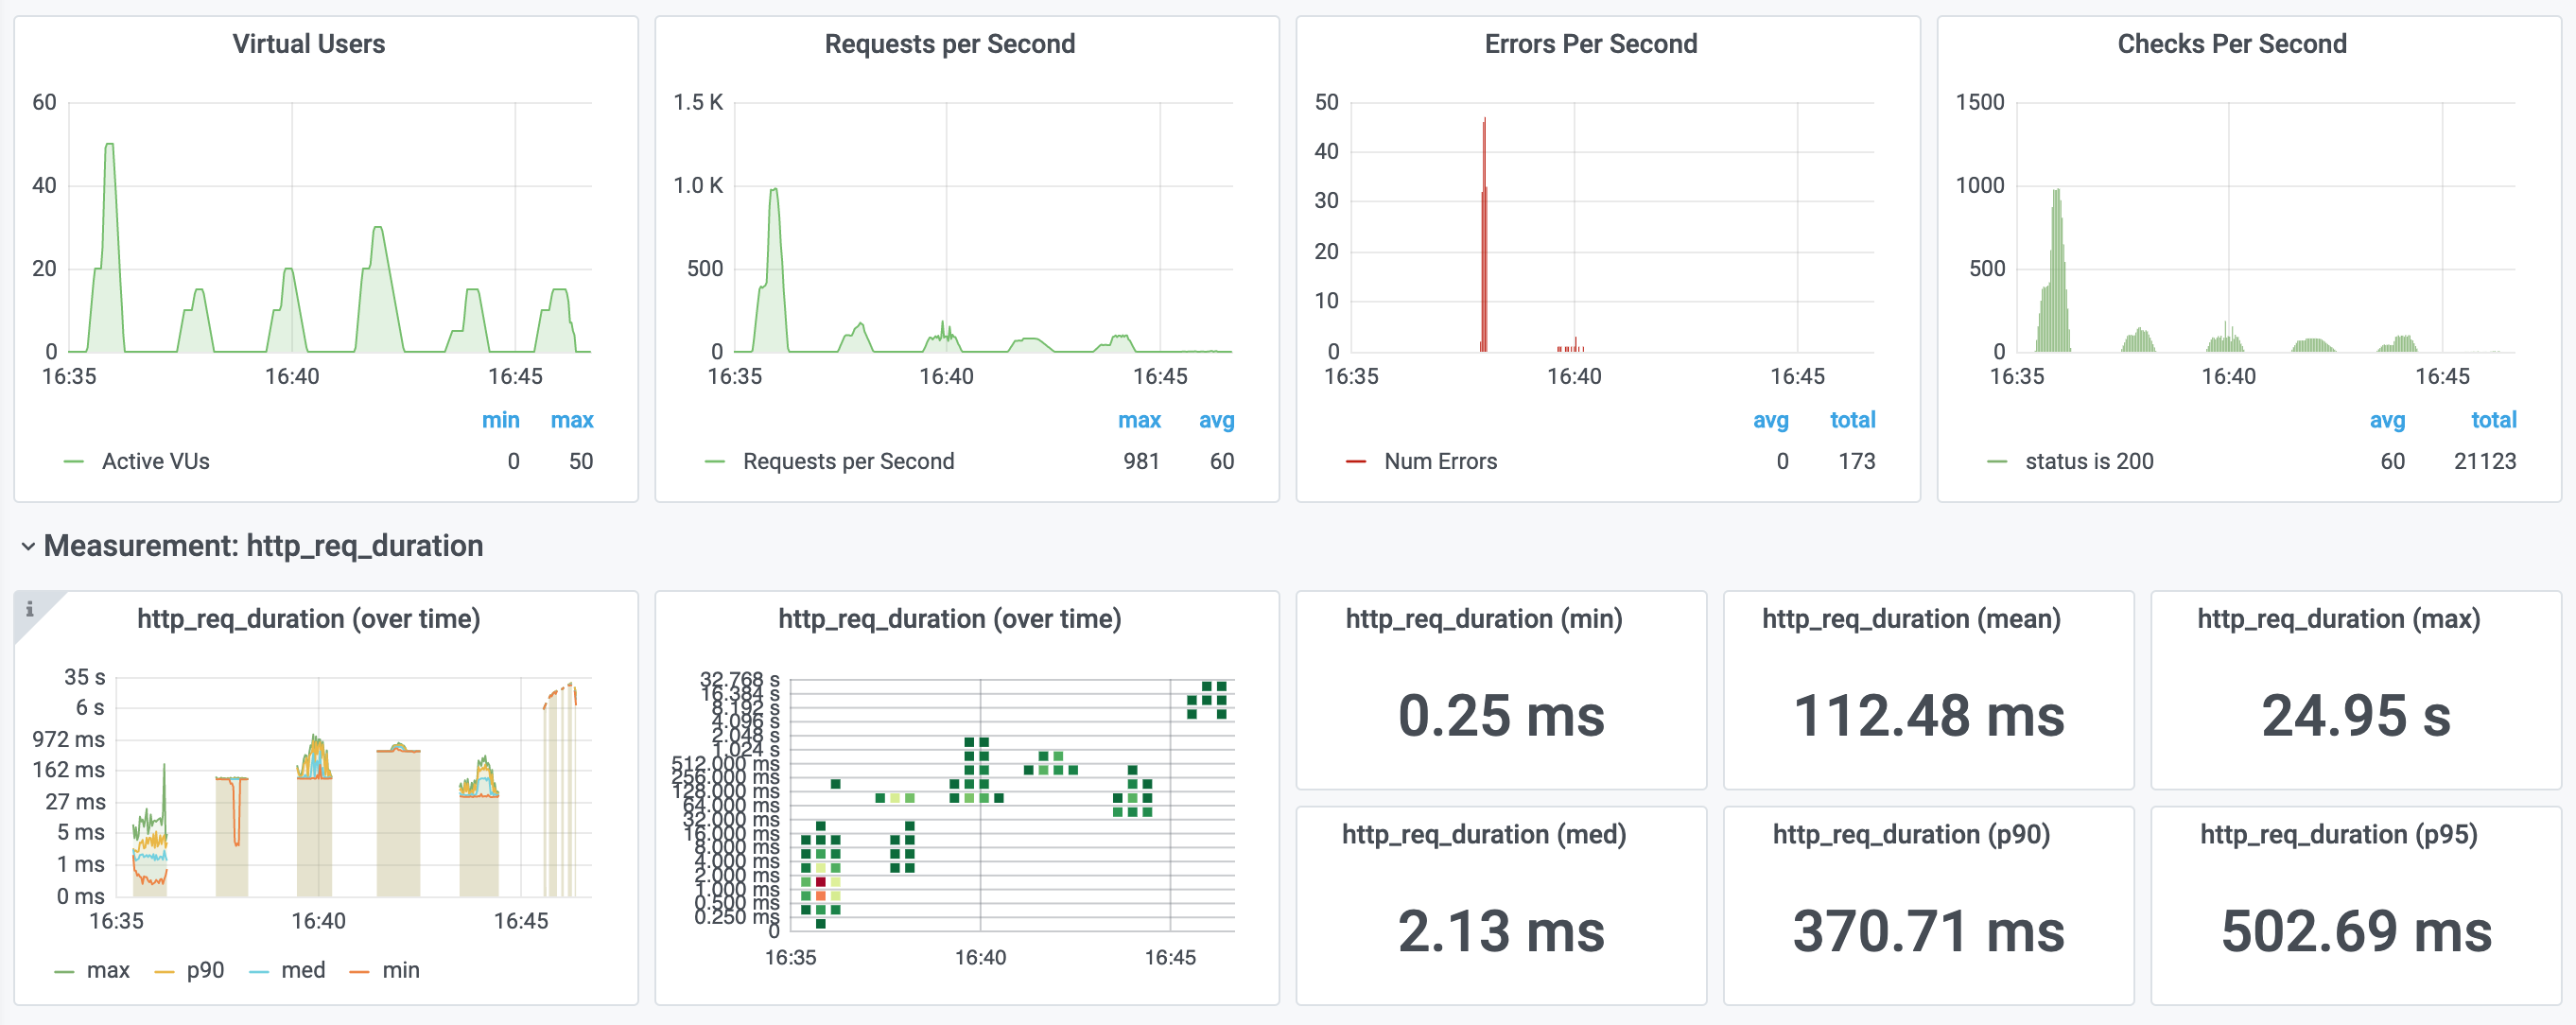 Virtual Users
60
40
20
0
16:35 16:40 16:45
min max
Active VUs 0 50
Requests per Second
1.5 K
1.0 K
500
0
16:35 16:40 16:45
max avg
Requests per Second 981 60
Errors Per Second
50
40
30
20
10
0
16:35 16:40 16:45
avg total
Num Errors 0 173
Checks Per Second
1500
1000
500
0
16:35 16:40 16:45
avg total
status is 200 60 21123
Measurement: http_req_duration
i
http_req_duration (over time)
35 s
6 s
972 ms
162 ms
27 ms
5 ms
1 ms
0 ms
16:35 16:40 16:45
max p90 med min
http_req_duration (over time)
32.768 s
16.384 s
8.192 s
4.096 s
2.048 s
1.024 s
512.000 ms
256.000 ms
128.000 ms
64.000 ms
32.000 ms
16.000 ms
8.000 ms
4.000 ms
2.000 ms
1.000 ms
0.500 ms
0.250 ms
0
16:35 16:40 16:45
http_req_duration (min)
0.25 ms
http_req_duration (mean)
112.48 ms
http_req_duration (max)
24.95 s
http_req_duration (med)
2.13 ms
http_req_duration (p90)
370.71 ms
http_req_duration (p95)
502.69 ms